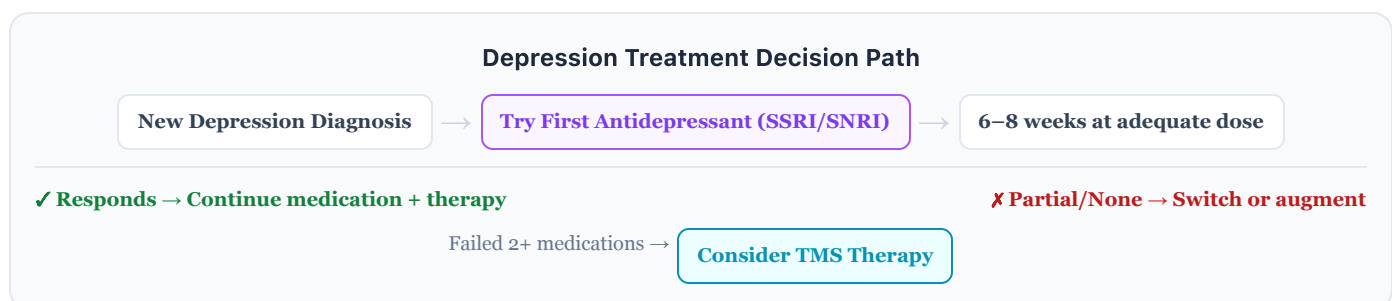 Depression Treatment Decision Path
New Depression Diagnosis → Try First Antidepressant (SSRI/SNRI) → 6–8 weeks at adequate dose
✓ Responds → Continue medication + therapy
✗ Partial/None → Switch or augment
Failed 2+ medications → Consider TMS Therapy